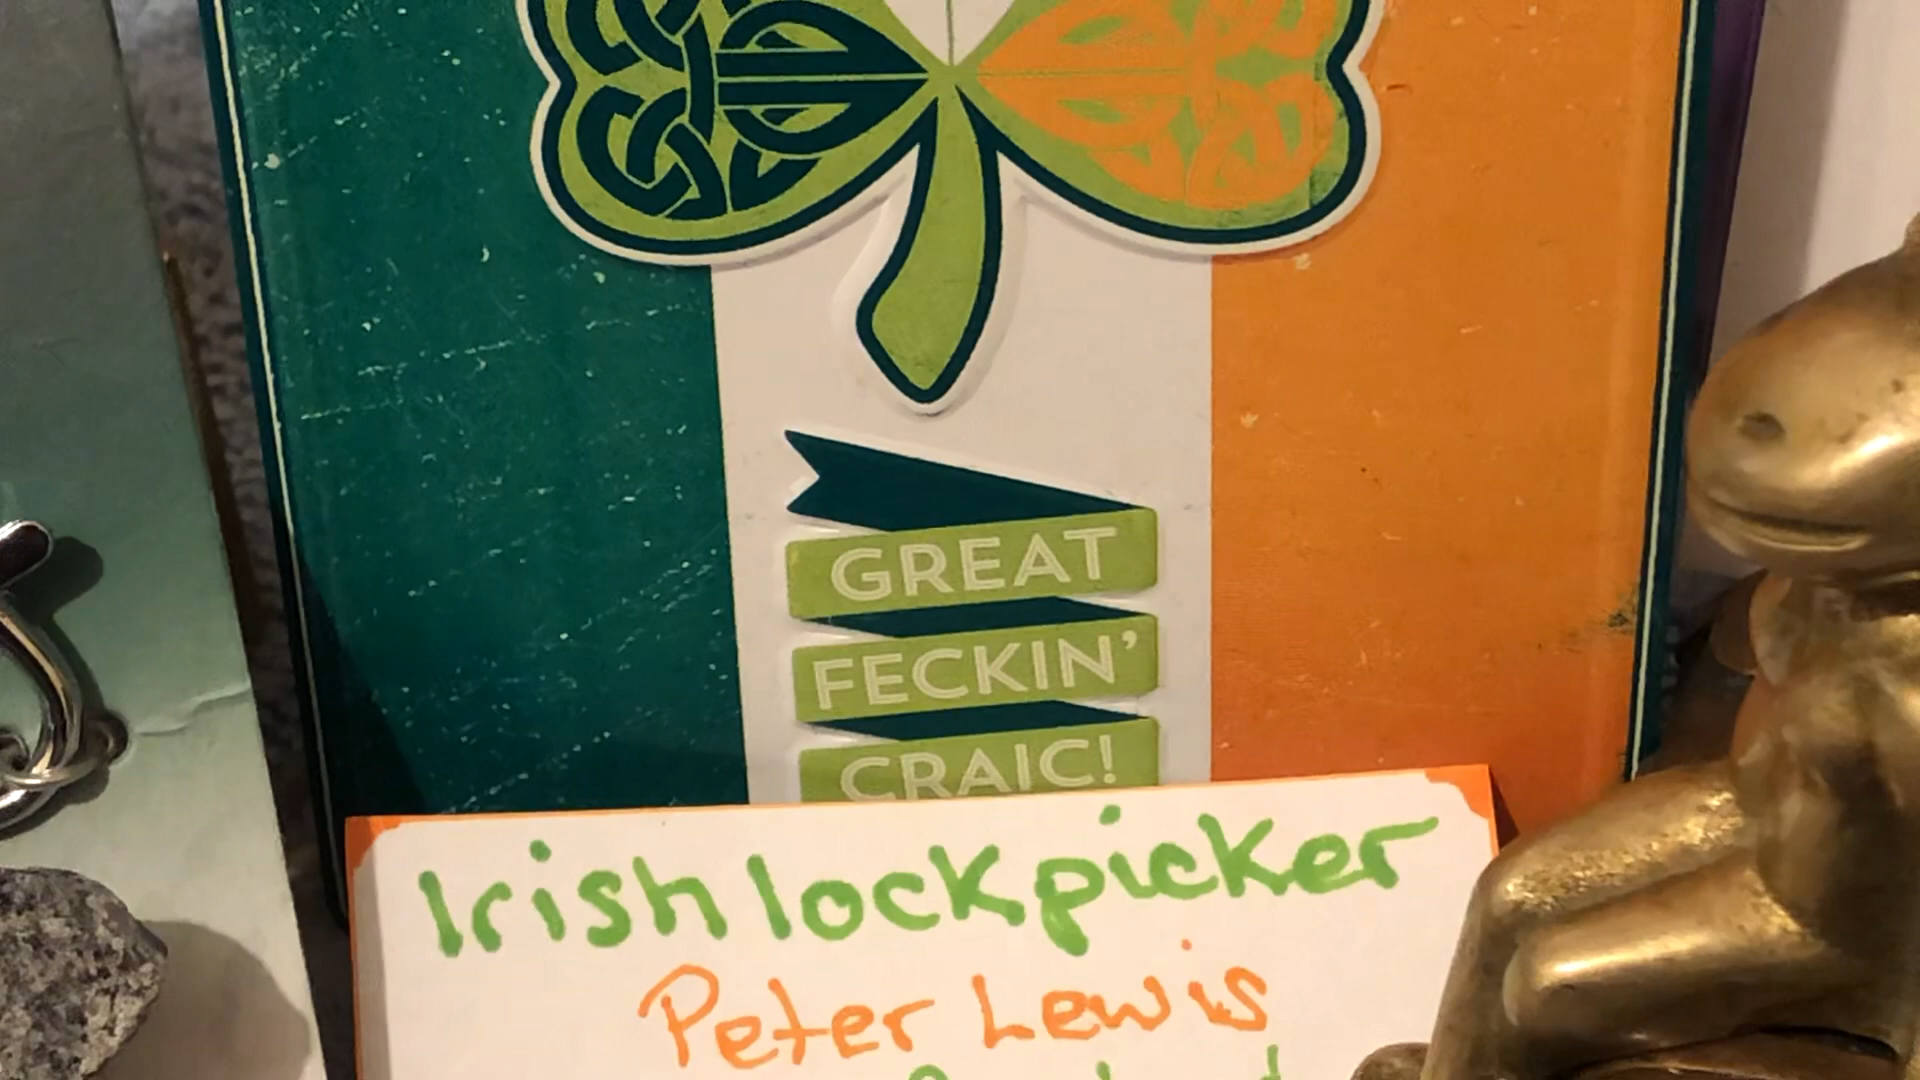 GREAT
FECKIN’
CRAIC!
Irish lockpicker
Peter Lewis